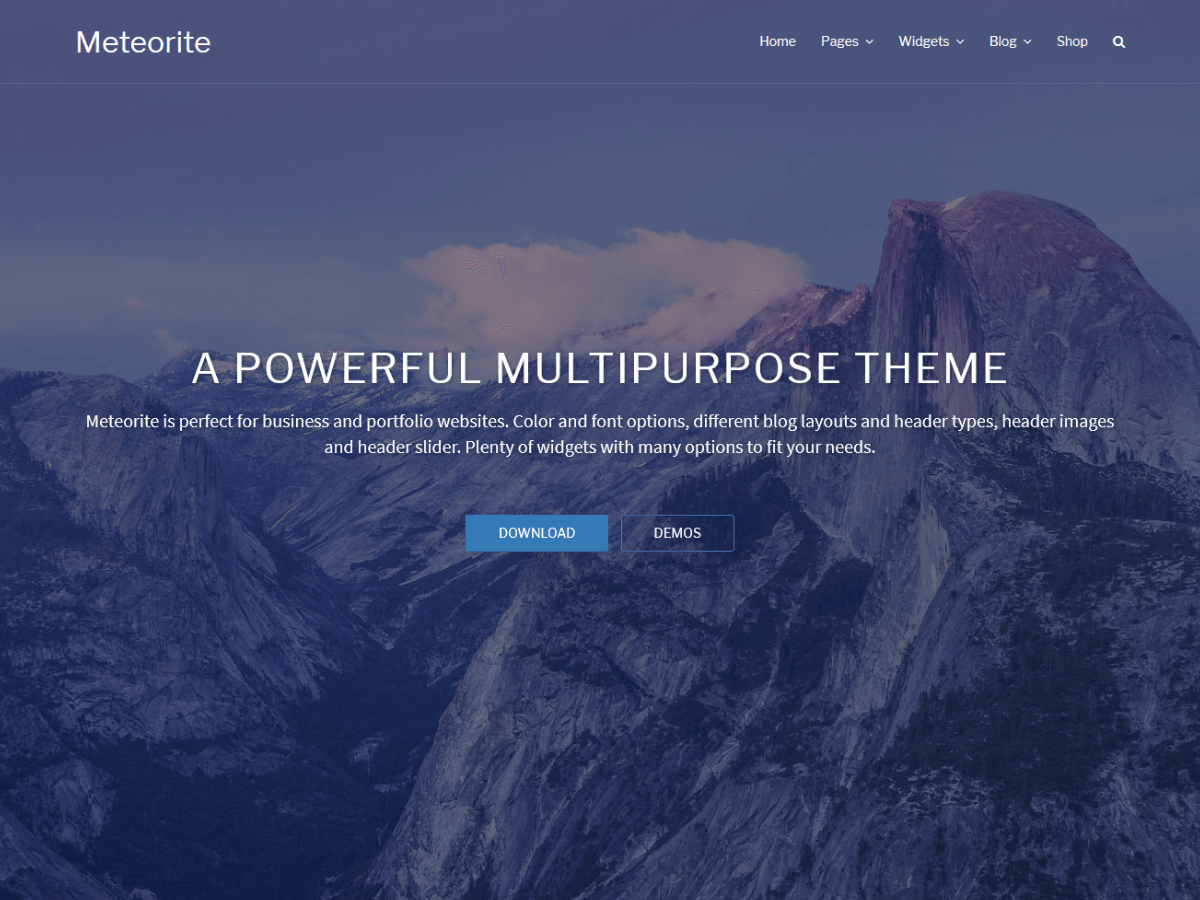 Meteorite
Home Pages Widgets Blog Shop
A POWERFUL MULTIPURPOSE THEME
Meteorite is perfect for business and portfolio websites. Color and font options, different blog layouts and header types, header images
and header slider. Plenty of widgets with many options to fit your needs.
DOWNLOAD DEMOS